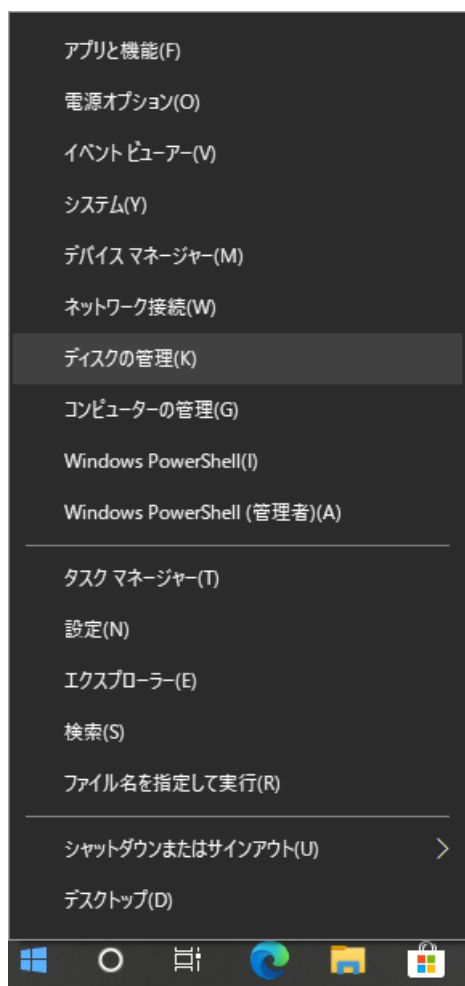 アプリと機能(F)
電源オプション(O)
イベント ビューアー(V)
システム(Y)
デバイス マネージャー(M)
ネットワーク接続(W)
ディスクの管理(K)
コンピューターの管理(G)
Windows PowerShell(I)
Windows PowerShell (管理者)(A)
タスク マネージャー(T)
設定(N)
エクスプローラー(E)
検索(S)
ファイル名を指定して実行(R)
シャットダウンまたはサインアウト(U)
デスクトップ(D)